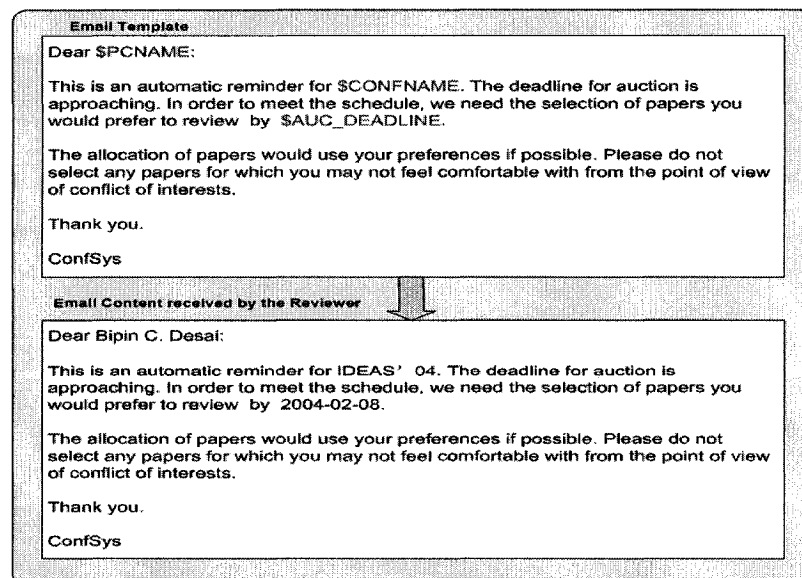 Email Template
Dear $PCNAME:
This is an automatic reminder for $CONFNAME. The deadline for auction is
approaching. In order to meet the schedule, we need the selection of papers you
would prefer to review by $AUC_DEADLINE.
The allocation of papers would use your preferences if possible. Please do not
select any papers for which you may not feel comfortable with from the point of view
of conflict of interests.
Thank you.
ConfSys
Email Content received by the Reviewer
Dear Bipin C. Desai:
This is an automatic reminder for IDEAS' 04. The deadline for auction is
approaching. In order to meet the schedule, we need the selection of papers you
would prefer to review by 2004-02-08.
The allocation of papers would use your preferences if possible. Please do not
select any papers for which you may not feel comfortable with from the point of view
of conflict of interests.
Thank you.
ConfSys